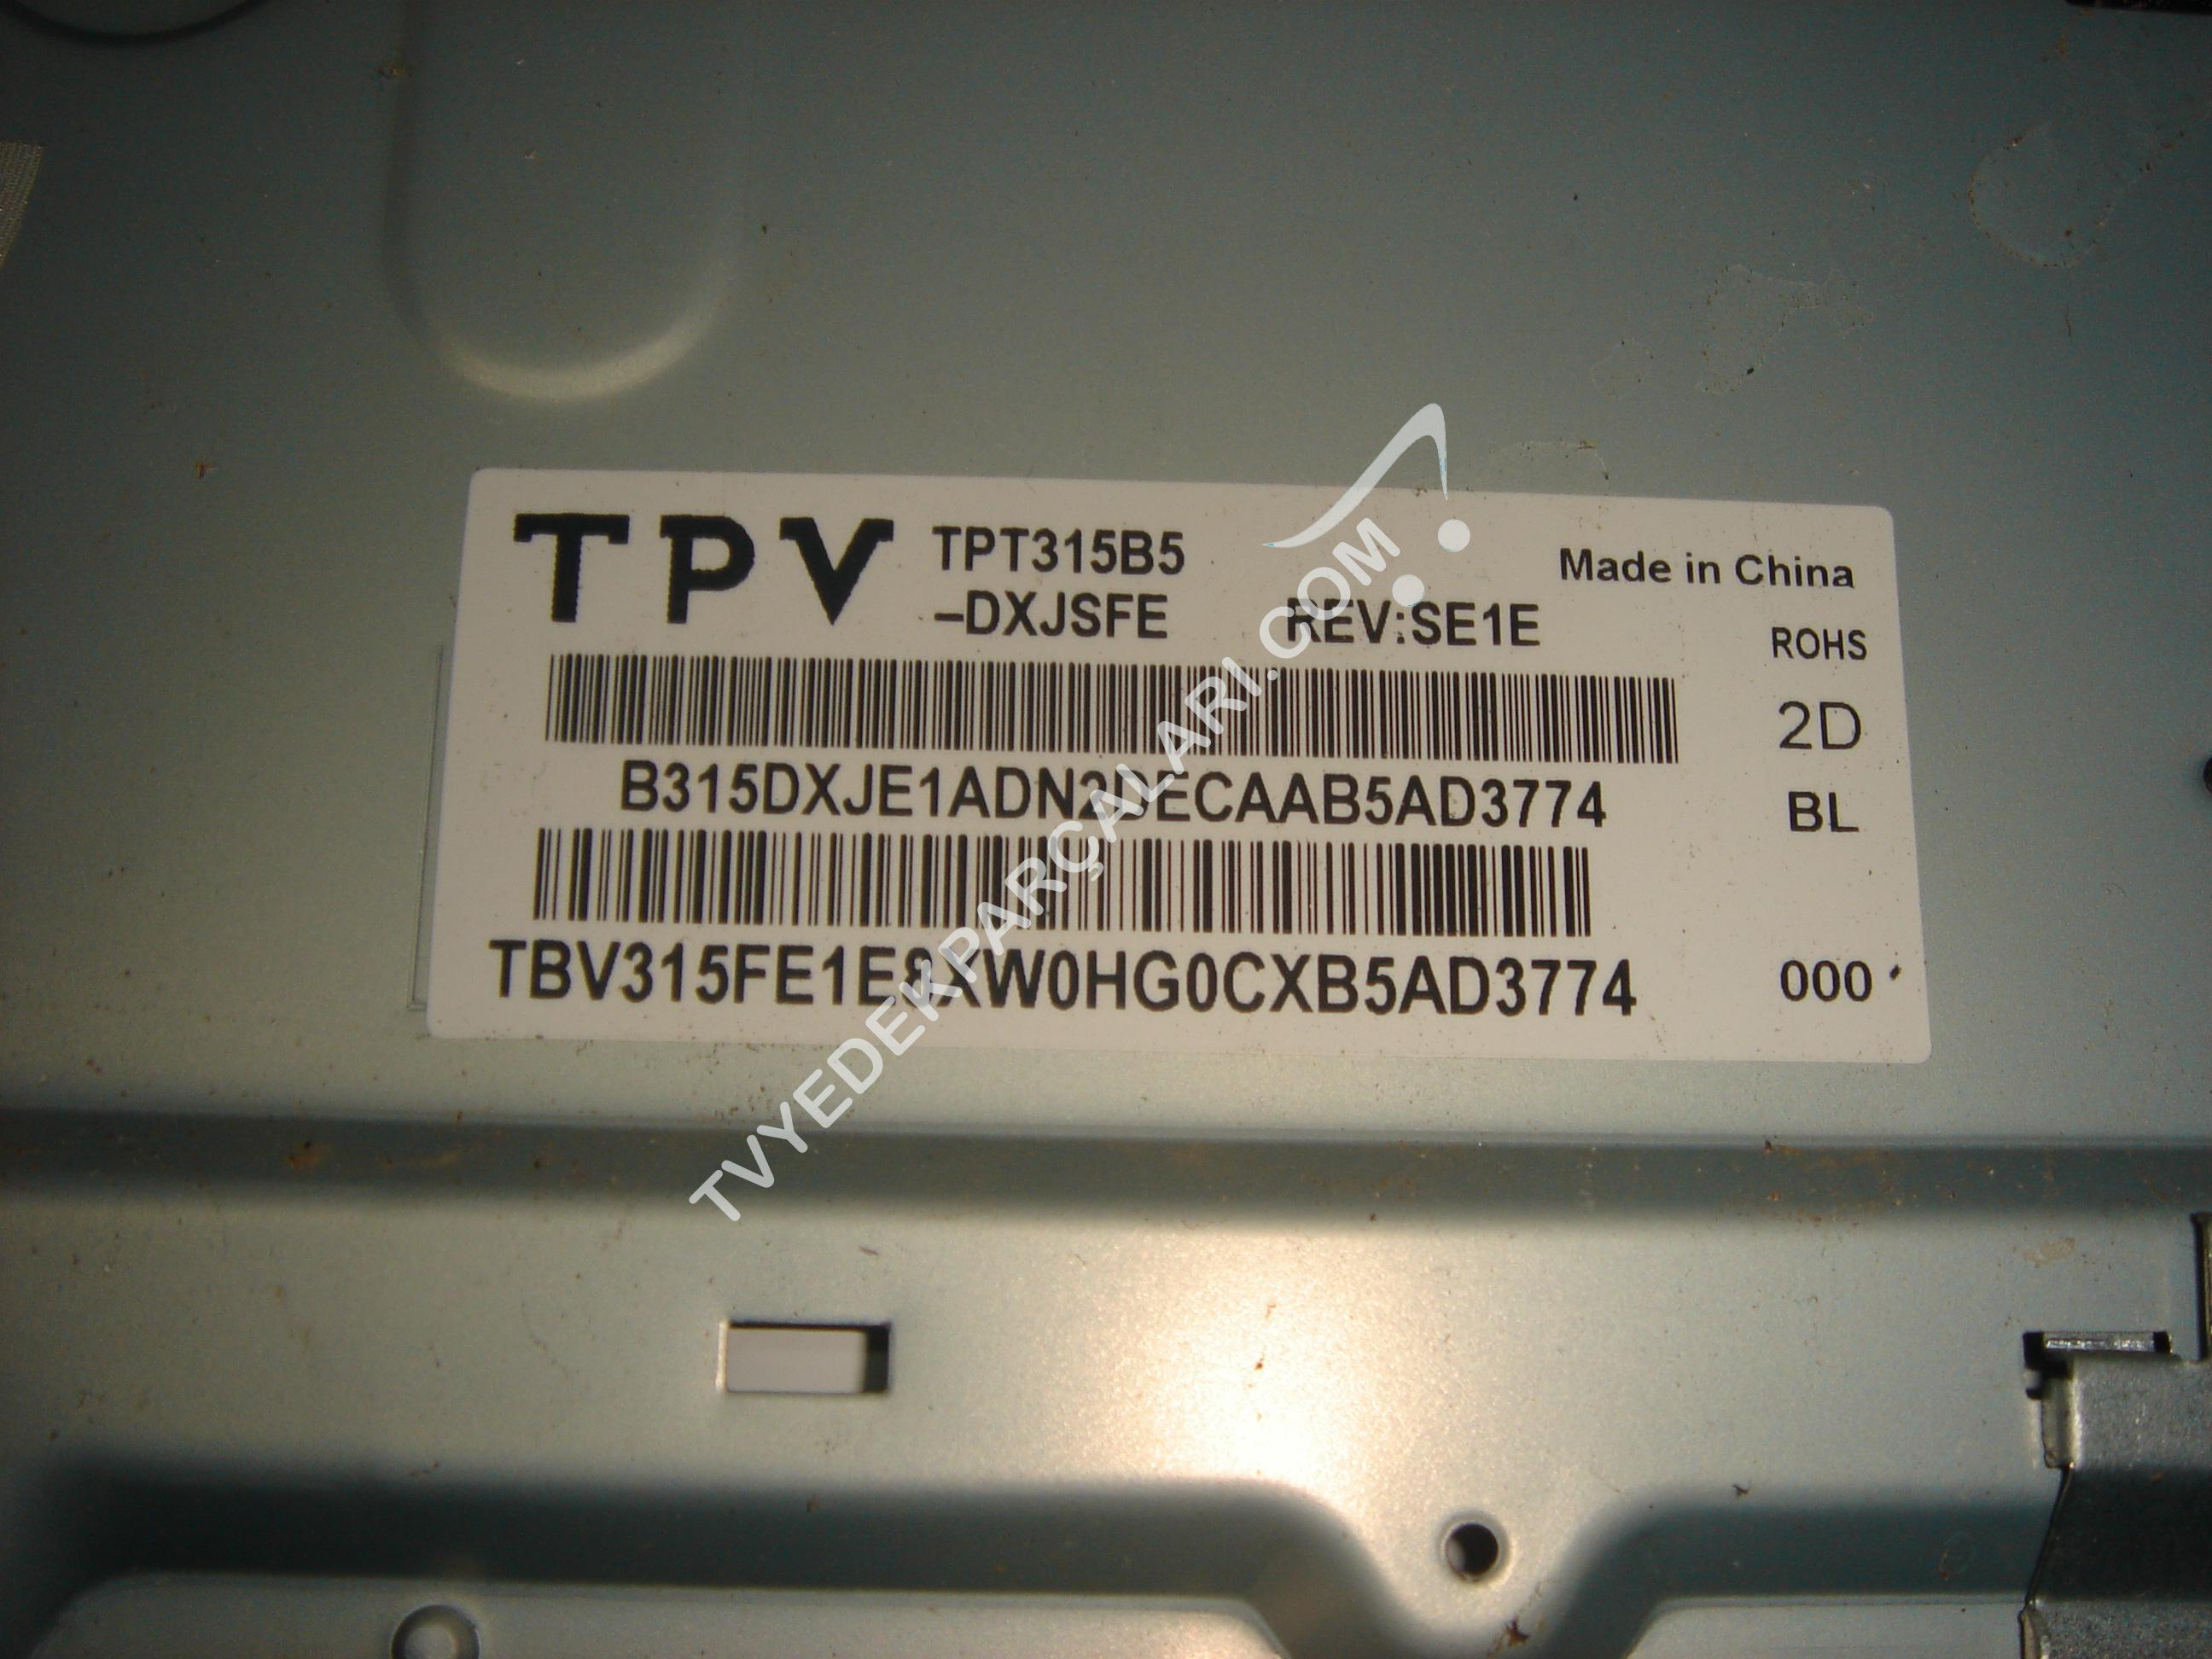 TPV TPT315B5
Made in China
-DXJSFE REV:SE1E
ROHS
2D
B315DXJE1ADN2DECAAB5AD3774
BL
TBV315FE1E8XW0HG0CXB5AD3774
000
TVYEDEKPARÇALARI.COM